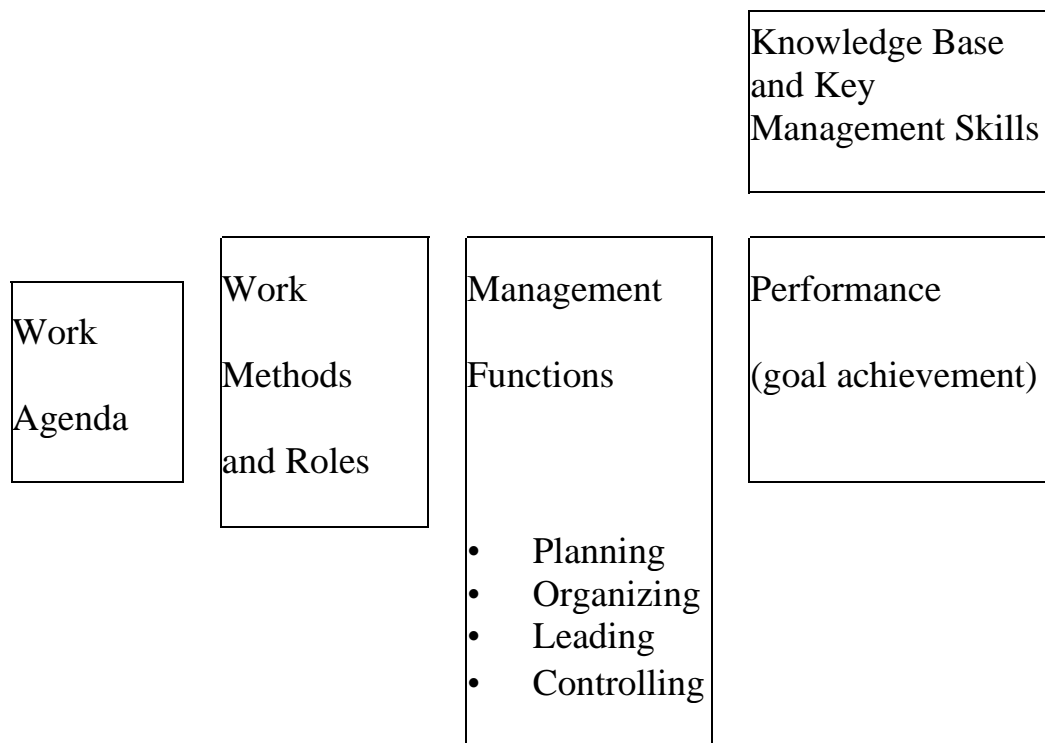 Knowledge Base
and Key
Management Skills
Work
Agenda
Work
Methods
and Roles
Management
Functions
• Planning
• Organizing
• Leading
• Controlling
Performance
(goal achievement)